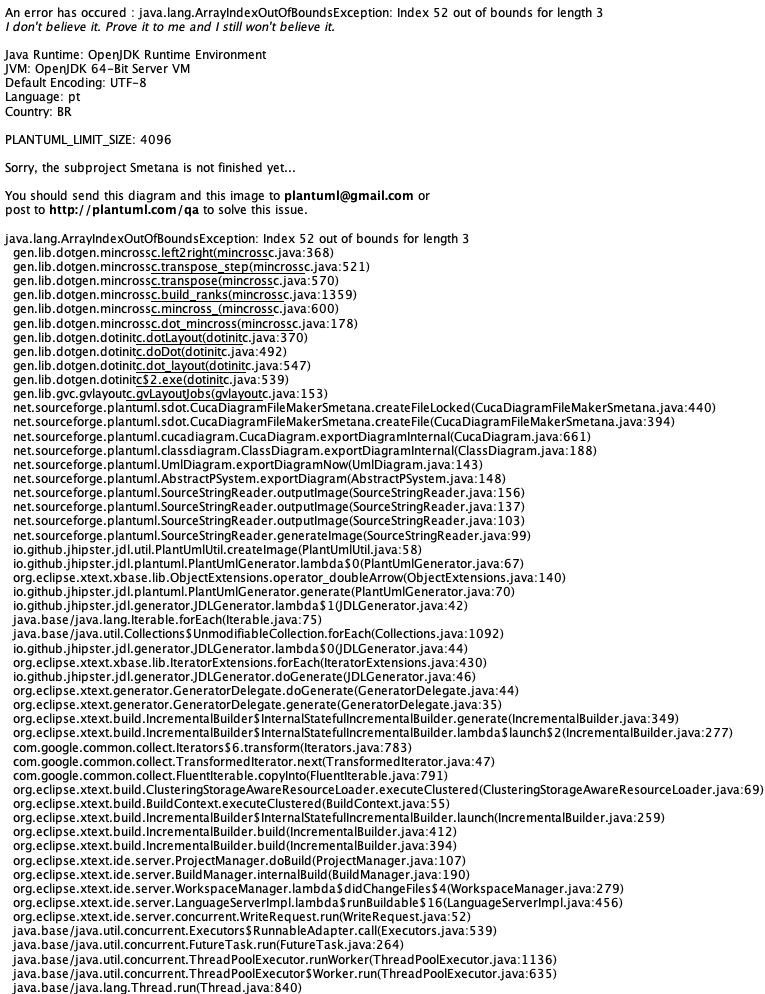 An error has occured : java.lang.ArrayIndexOutOfBoundsException: Index 52 out of bounds for length 3
I don't believe it. Prove it to me and I still won't believe it.
Java Runtime: OpenJDK Runtime Environment
JVM: OpenJDK 64-Bit Server VM
Default Encoding: UTF-8
Language: pt
Country: BR
PLANTUML_LIMIT_SIZE: 4096
Sorry, the subproject Smetana is not finished yet...
You should send this diagram and this image to plantuml@gmail.com or
post to http://plantuml.com/qa to solve this issue.
java.lang.ArrayIndexOutOfBoundsException: Index 52 out of bounds for length 3
gen.lib.dotgen.mincrossc.left2right(mincrossc.java:368)
gen.lib.dotgen.mincrossc.transpose_step(mincrossc.java:521)
gen.lib.dotgen.mincrossc.transpose(mincrossc.java:570)
gen.lib.dotgen.mincrossc.build_ranks(mincrossc.java:1359)
gen.lib.dotgen.mincrossc.mincross_(mincrossc.java:600)
gen.lib.dotgen.mincrossc.dot_mincross(mincrossc.java:178)
gen.lib.dotgen.dotinitc.dotLayout(dotinitc.java:370)
gen.lib.dotgen.dotinitc.doDot(dotinitc.java:492)
gen.lib.dotgen.dotinitc.dot_layout(dotinitc.java:547)
gen.lib.dotgen.dotinitc$2.exe(dotinitc.java:539)
gen.lib.gvc.gvlayoutc.gvLayoutJobs(gvlayoutc.java:153)
net.sourceforge.plantuml.sdot.CucaDiagramFileMakerSmetana.createFileLocked(CucaDiagramFileMakerSmetana.java:440)
net.sourceforge.plantuml.sdot.CucaDiagramFileMakerSmetana.createFile(CucaDiagramFileMakerSmetana.java:394)
net.sourceforge.plantuml.cucadiagram.CucaDiagram.exportDiagramInternal(CucaDiagram.java:661)
net.sourceforge.plantuml.classdiagram.ClassDiagram.exportDiagramInternal(ClassDiagram.java:188)
net.sourceforge.plantuml.UmlDiagram.exportDiagramNow(UmlDiagram.java:143)
net.sourceforge.plantuml.AbstractPSystem.exportDiagram(AbstractPSystem.java:148)
net.sourceforge.plantuml.SourceStringReader.outputImage(SourceStringReader.java:156)
net.sourceforge.plantuml.SourceStringReader.outputImage(SourceStringReader.java:137)
net.sourceforge.plantuml.SourceStringReader.outputImage(SourceStringReader.java:103)
net.sourceforge.plantuml.SourceStringReader.generateImage(SourceStringReader.java:99)
io.github.jhipster.jdl.util.PlantUmlUtil.createImage(PlantUmlUtil.java:58)
io.github.jhipster.jdl.plantuml.PlantUmlGenerator.lambda$0(PlantUmlGenerator.java:67)
org.eclipse.xtext.xbase.lib.ObjectExtensions.operator_doubleArrow(ObjectExtensions.java:140)
io.github.jhipster.jdl.plantuml.PlantUmlGenerator.generate(PlantUmlGenerator.java:70)
io.github.jhipster.jdl.generator.JDLGenerator.lambda$1(JDLGenerator.java:42)
java.base/java.lang.Iterable.forEach(Iterable.java:75)
java.base/java.util.Collections$UnmodifiableCollection.forEach(Collections.java:1092)
io.github.jhipster.jdl.generator.JDLGenerator.lambda$0(JDLGenerator.java:44)
org.eclipse.xtext.xbase.lib.IteratorExtensions.forEach(IteratorExtensions.java:430)
io.github.jhipster.jdl.generator.JDLGenerator.doGenerate(JDLGenerator.java:46)
org.eclipse.xtext.generator.GeneratorDelegate.doGenerate(GeneratorDelegate.java:44)
org.eclipse.xtext.generator.GeneratorDelegate.generate(GeneratorDelegate.java:35)
org.eclipse.xtext.build.IncrementalBuilder$InternalStatefulIncrementalBuilder.generate(IncrementalBuilder.java:349)
org.eclipse.xtext.build.IncrementalBuilder$InternalStatefulIncrementalBuilder.lambda$launch$2(IncrementalBuilder.java:277)
com.google.common.collect.Iterators$6.transform(Iterators.java:783)
com.google.common.collect.TransformedIterator.next(TransformedIterator.java:47)
com.google.common.collect.FluentIterable.copyInto(FluentIterable.java:791)
org.eclipse.xtext.build.ClusteringStorageAwareResourceLoader.executeClustered(ClusteringStorageAwareResourceLoader.java:69)
org.eclipse.xtext.build.BuildContext.executeClustered(BuildContext.java:55)
org.eclipse.xtext.build.IncrementalBuilder$InternalStatefulIncrementalBuilder.launch(IncrementalBuilder.java:259)
org.eclipse.xtext.build.IncrementalBuilder.build(IncrementalBuilder.java:412)
org.eclipse.xtext.build.IncrementalBuilder.build(IncrementalBuilder.java:394)
org.eclipse.xtext.ide.server.ProjectManager.doBuild(ProjectManager.java:107)
org.eclipse.xtext.ide.server.BuildManager.internalBuild(BuildManager.java:190)
org.eclipse.xtext.ide.server.WorkspaceManager.lambda$didChangeFiles$4(WorkspaceManager.java:279)
org.eclipse.xtext.ide.server.LanguageServerImpl.lambda$runBuildable$16(LanguageServerImpl.java:456)
org.eclipse.xtext.ide.server.concurrent.WriteRequest.run(WriteRequest.java:52)
java.base/java.util.concurrent.Executors$RunnableAdapter.call(Executors.java:539)
java.base/java.util.concurrent.FutureTask.run(FutureTask.java:264)
java.base/java.util.concurrent.ThreadPoolExecutor.runWorker(ThreadPoolExecutor.java:1136)
java.base/java.util.concurrent.ThreadPoolExecutor$Worker.run(ThreadPoolExecutor.java:635)
java.base/java.lang.Thread.run(Thread.java:840)